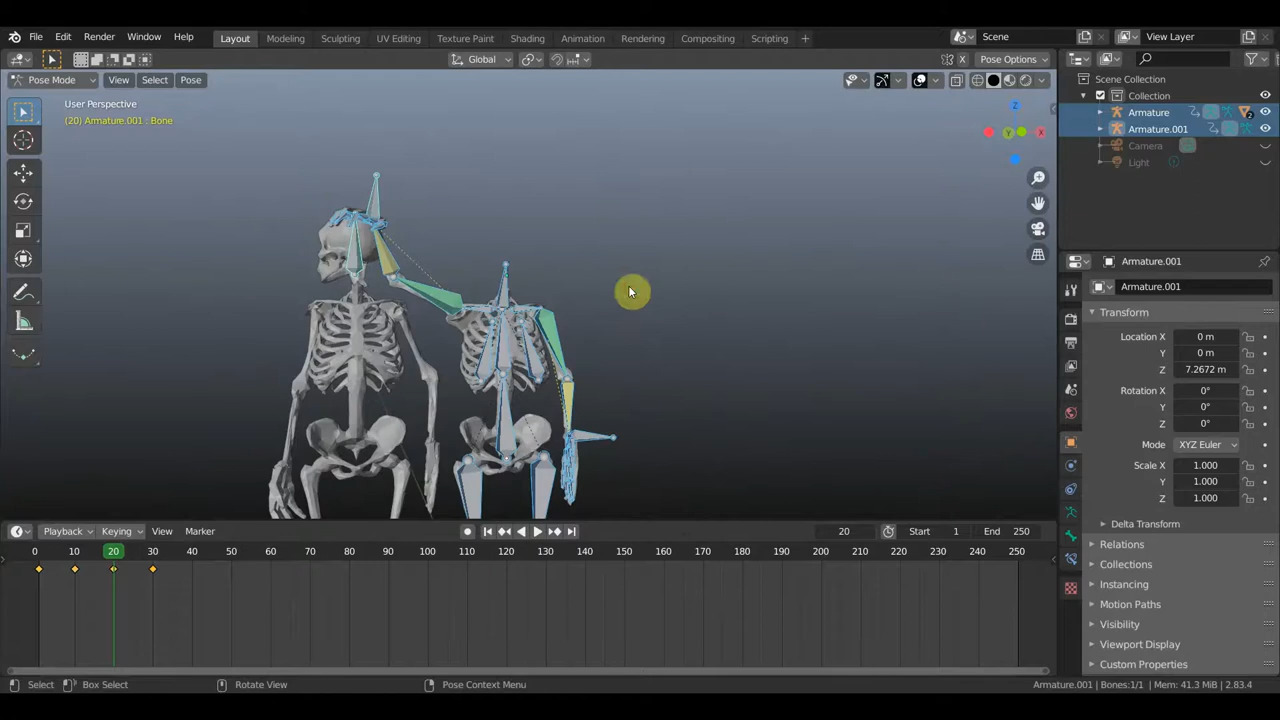 File Edit Render Window Help Layout Modeling Sculpting UV Editing Texture Paint Shading Animation Rendering Compositing Scripting + Scene View Layer
Global X Pose Options
Pose Mode View Select Pose
User Perspective
(20) Armature.001 : Bone
Z
Y
X
Scene Collection
Collection
Armature
2
Armature.001
Camera
Light
Armature.001
Armature.001
Transform
Location X 0 m
Y 0 m
Z 7.2672 m
Rotation X 0°
Y 0°
Z 0°
Mode XYZ Euler
Scale X 1.000
Y 1.000
Z 1.000
Delta Transform
Relations
Collections
Instancing
Motion Paths
Visibility
Viewport Display
Custom Properties
Playback Keying View Marker 20 Start 1 End 250
0 10 20 30 40 50 60 70 80 90 100 110 120 130 140 150 160 170 180 190 200 210 220 230 240 250
Select Box Select Rotate View Pose Context Menu Armature.001 | Bones:1/1 | Mem: 41.3 MiB | 2.83.4